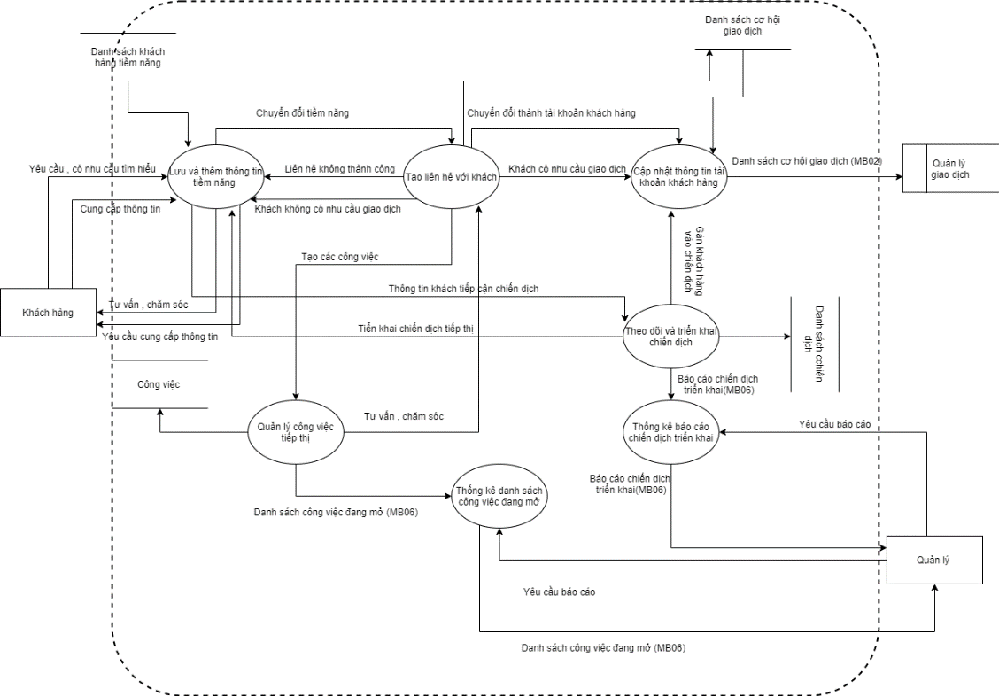 Danh sách cơ hội
giao dịch
Danh sách khách
hàng tiềm năng
Chuyển đổi tiềm năng
Chuyển đổi thành tài khoản khách hàng
Yêu cầu , có nhu cầu tìm hiểu
Lưu và thêm thông tin
tiềm năng
Liên hệ không thành công
Tạo liên hệ với khách
Khách có nhu cầu giao dịch
Cập nhật thông tin tài
khoản khách hàng
Danh sách cơ hội giao dịch (MB02)
Quản lý
giao dịch
Cung cấp thông tin
Khách không có nhu cầu giao dịch
Gán khách hàng
vào chiến dịch
Tạo các công việc
Thông tin khách tiếp cận chiến dịch
Khách hàng
Tư vấn , chăm sóc
Yêu cầu cung cấp thông tin
Tiển khai chiến dịch tiếp thị
Theo dõi và triển khai
chiến dịch
Danh sách cchiến
dịch
Công việc
Báo cáo chiến dịch
triển khai(MB06)
Quản lý công việc
tiếp thị
Tư vấn , chăm sóc
Thống kê báo cáo
chiến dịch triển khai
Yêu cầu báo cáo
Báo cáo chiến dịch
triển khai(MB06)
Thống kê danh sách
công việc đang mở
Danh sách công việc đang mở (MB06)
Quản lý
Yêu cầu báo cáo
Danh sách công việc đang mở (MB06)